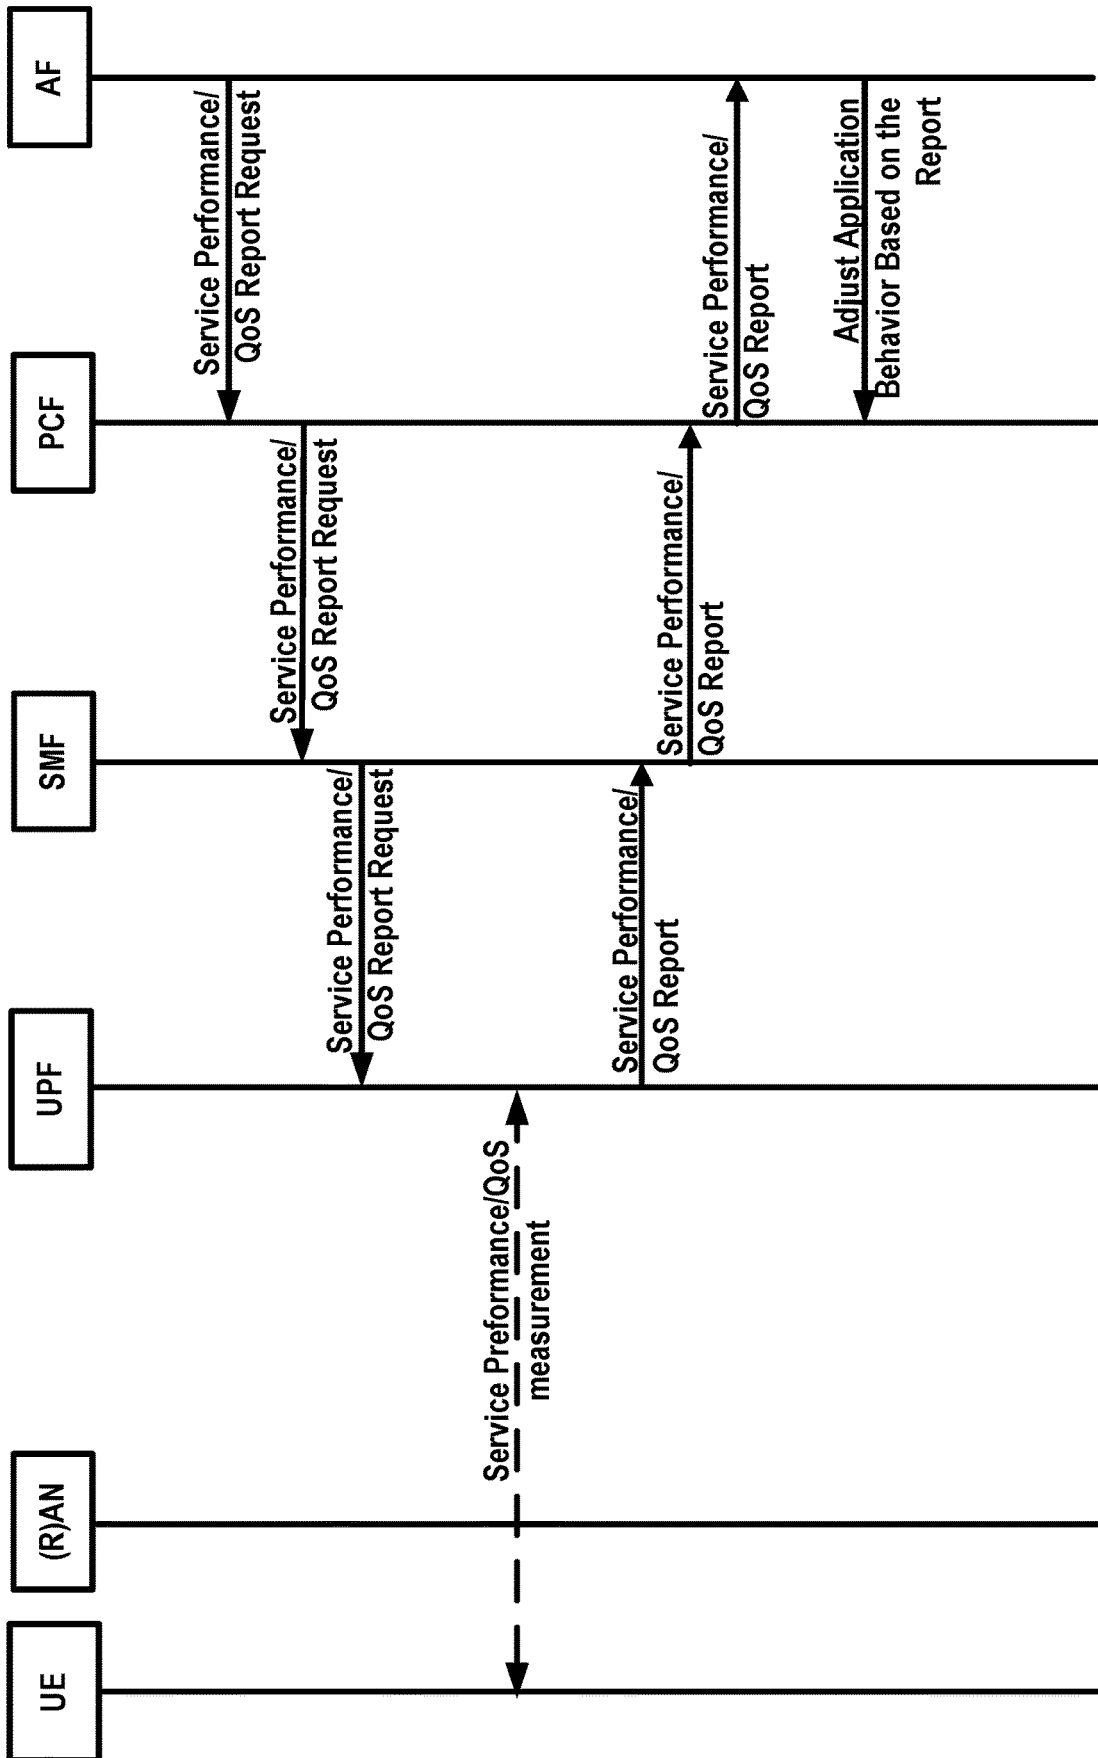 UE
(R)AN
UPF
SMF
PCF
AF
Service Performance/
QoS Report Request
Service Performance/
QoS Report Request
Service Performance/
QoS Report Request
Service Preformance/QoS
measurement
Service Performance/
QoS Report
Service Performance/
QoS Report
Service Performance/
QoS Report
Adjust Application
Behavior Based on the
Report